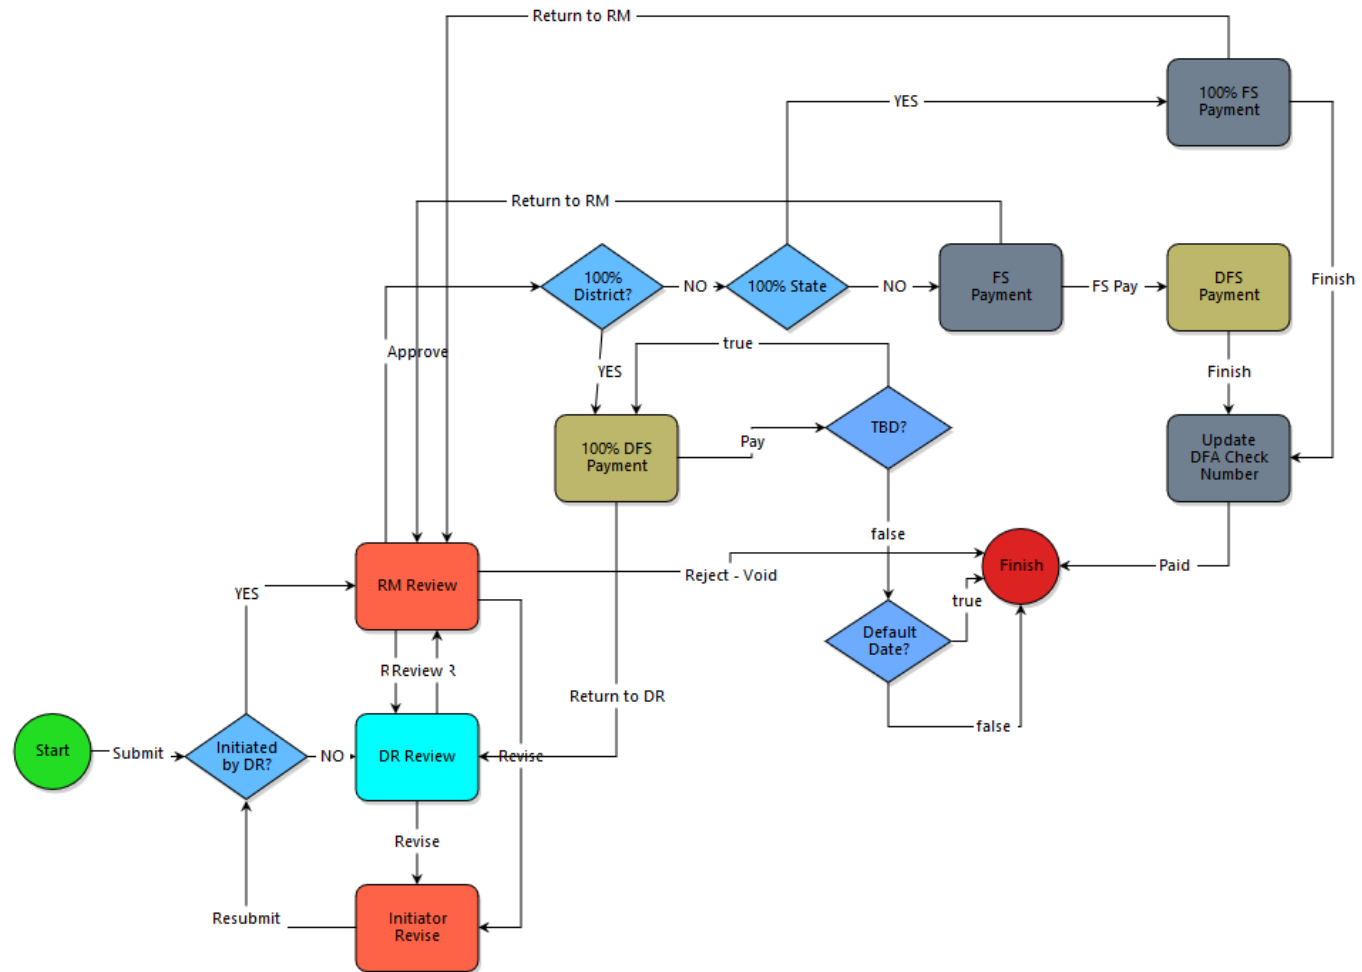 Return to RM
100% FS
Payment
YES
Return to RM
100%
District?
NO
100% State
NO
FS
Payment
FS Pay
DFS
Payment
Finish
true
Approve
YES
Finish
100% DFS
Payment
Pay
TBD?
Update
DFA Check
Number
false
RM Review
Reject - Void
Finish
Paid
YES
true
Default
Date?
Review
Return to DR
false
Start
Submit
Initiated
by DR?
NO
DR Review
Revise
Revise
Resubmit
Initiator
Revise